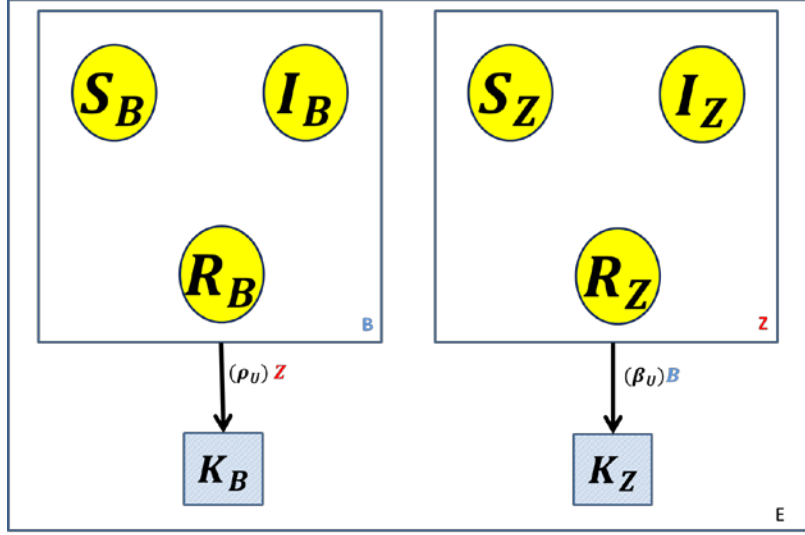 S_B I_B S_Z I_Z
R_B R_Z
B Z
(ρ_U) Z (β_U)B
K_B K_Z
E